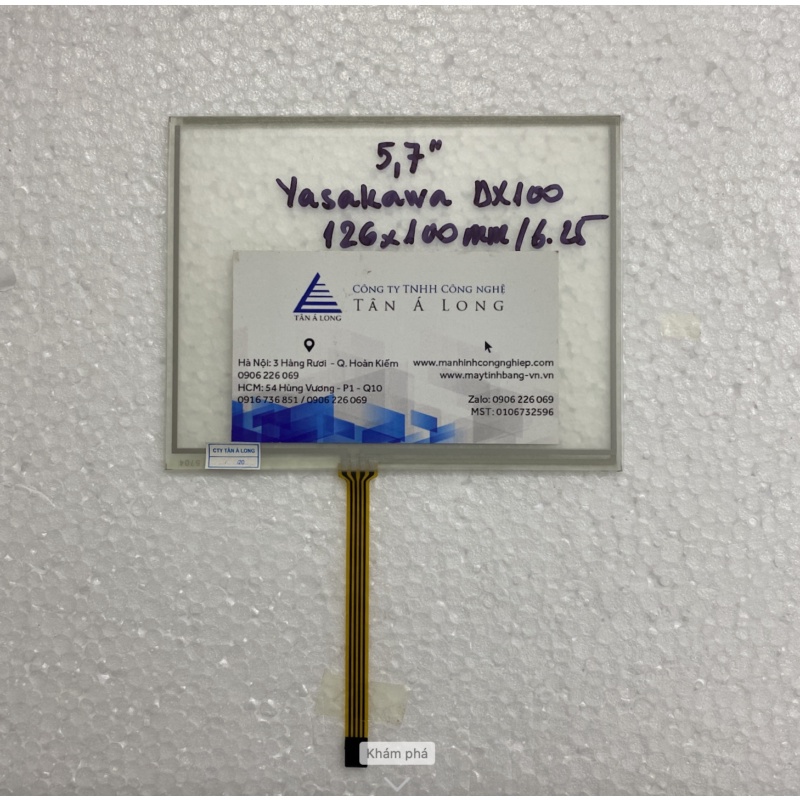 5,7"
Yasakawa DX100
126x100mm/6.25
CÔNG TY TNHH CÔNG NGHỆ
TÂN Á LONG
TÂN Á LONG
Hà Nội: 3 Hàng Rươi - Q. Hoàn Kiếm
0906 226 069
HCM: 54 Hùng Vương - P1 - Q10
0916 736 851 / 0906 226 069
www.manhinhcongnghiep.com
www.maytinhbang-vn.vn
Zalo: 0906 226 069
MST: 0106732596
CTY TÂN Á LONG
Khám phá